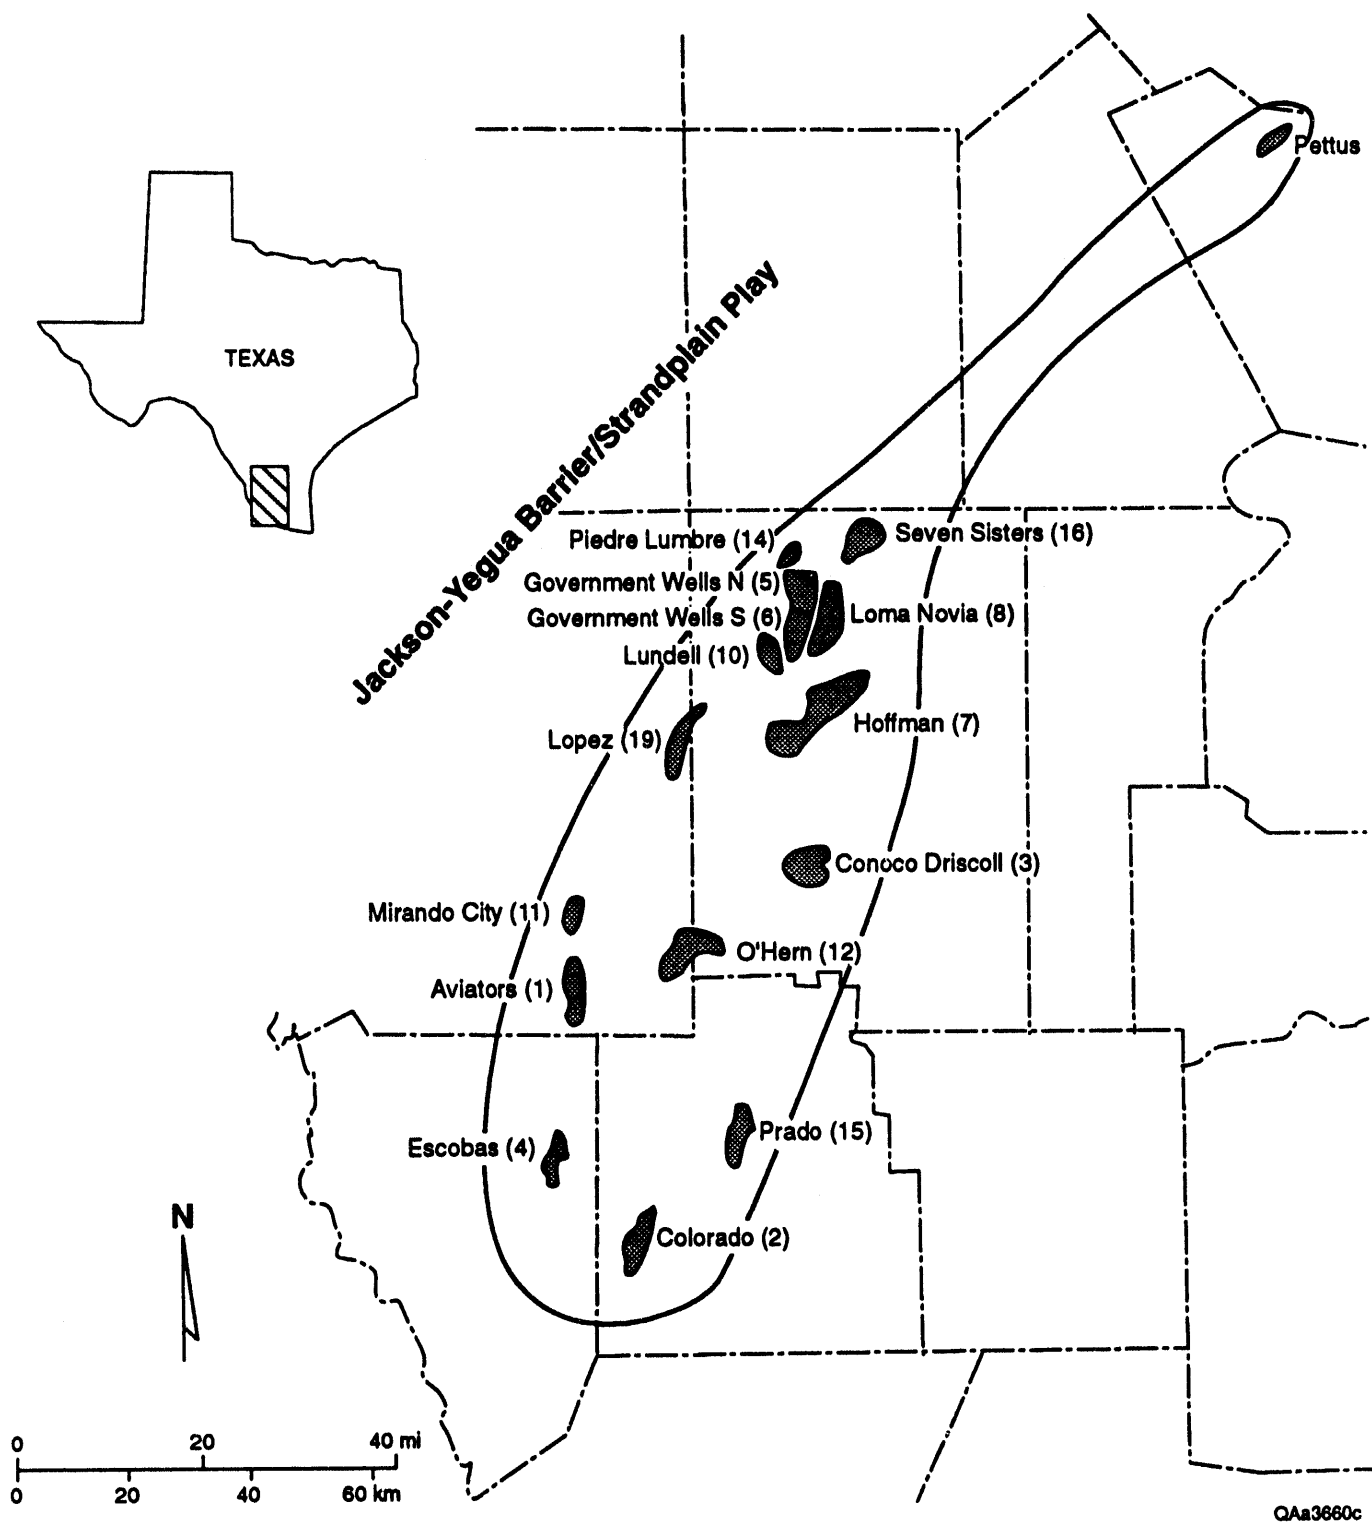 Pettus
TEXAS
Jackson-Yegua Barrier/Strandplain Play
Piedre Lumbre (14)
Seven Sisters (16)
Government Wells N (5)
Government Wells S (6)
Loma Novia (8)
Lundell (10)
Hoffman (7)
Lopez (19)
Conoco Driscoll (3)
Mirando City (11)
O'Hern (12)
Aviators (1)
Prado (15)
Escobas (4)
N
Colorado (2)
0 20 40 mi
0 20 40 60 km
QAa3660c